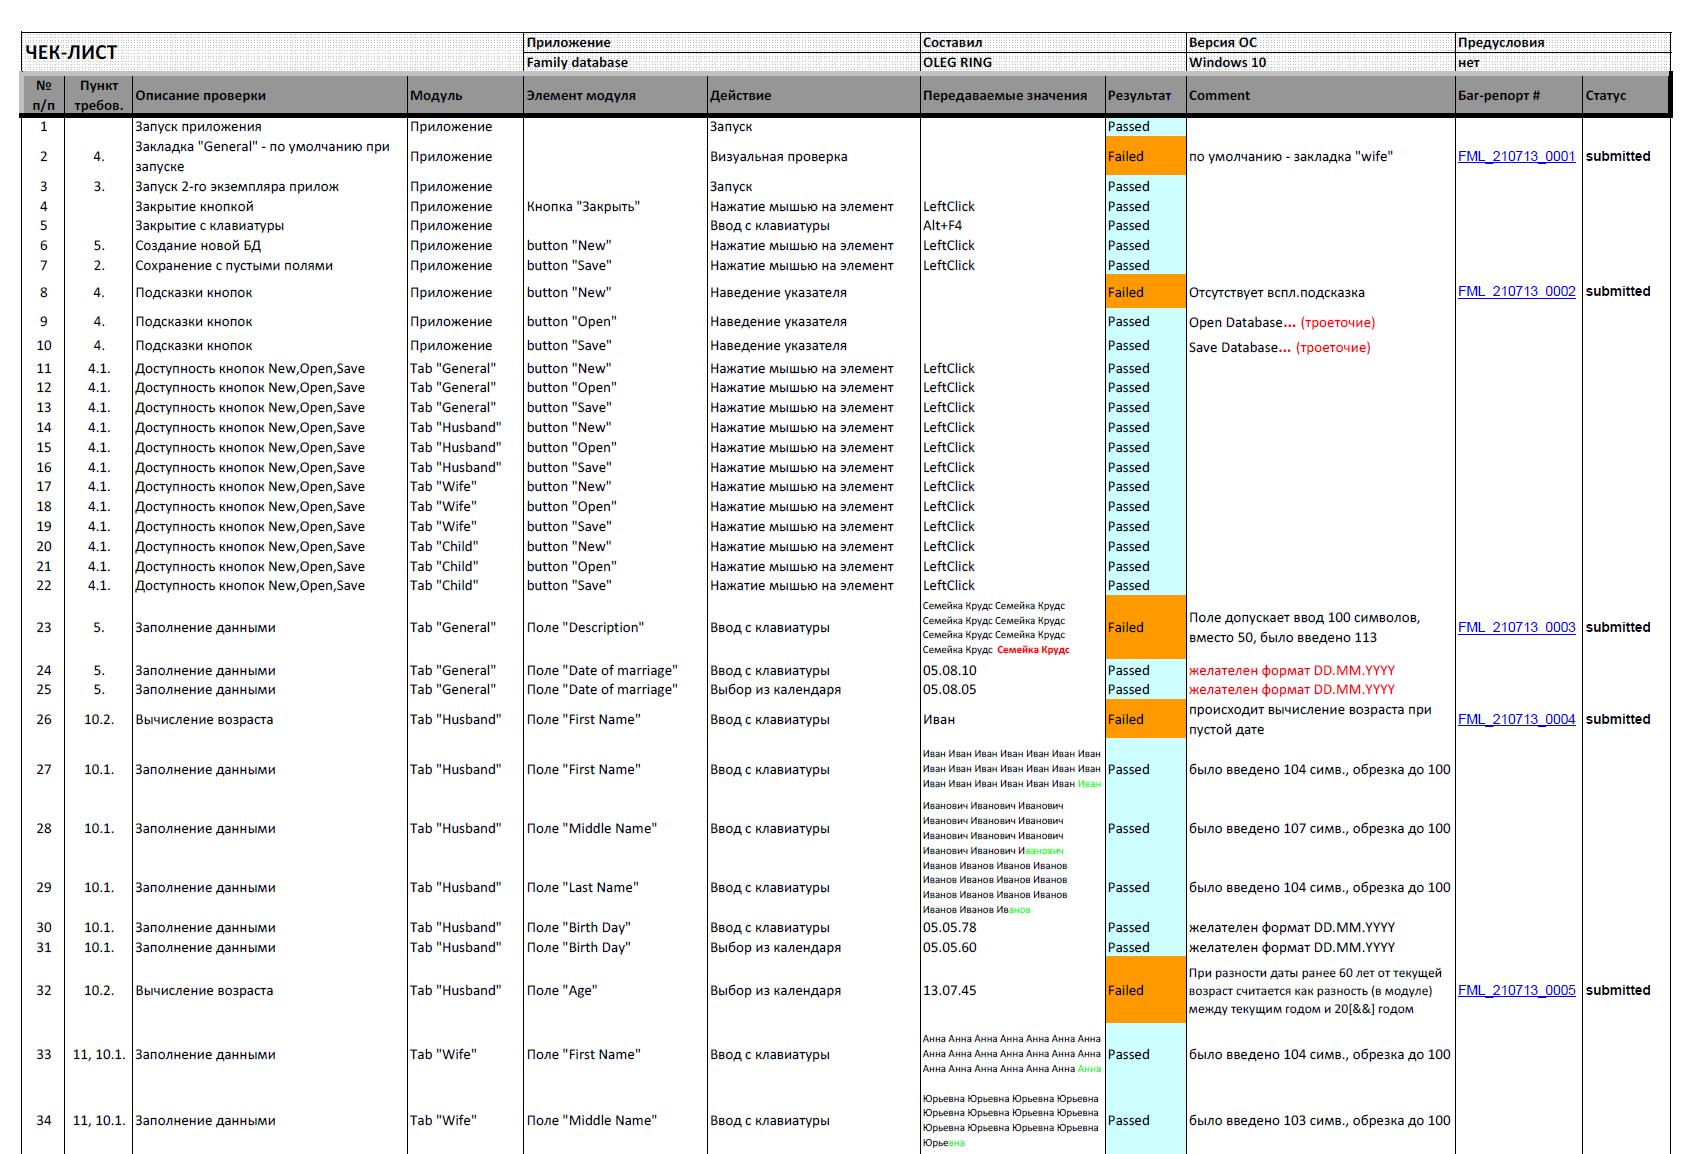 ЧЕК-ЛИСТ
Приложение Составил Версия ОС Предусловия
Family database OLEG RING Windows 10 нет
№ п/п Пункт требов. Описание проверки Модуль Элемент модуля Действие Передаваемые значения Результат Comment Баг-репорт # Статус
1 Запуск приложения Приложение Запуск Passed
2 4. Закладка "General" - по умолчанию при запуске Приложение Визуальная проверка Failed по умолчанию - закладка "wife" FML_210713_0001 submitted
3 3. Запуск 2-го экземпляра прилож Приложение Запуск Passed
4 Закрытие кнопкой Приложение Кнопка "Закрыть" Нажатие мышью на элемент LeftClick Passed
5 Закрытие с клавиатуры Приложение Ввод с клавиатуры Alt+F4 Passed
6 5. Создание новой БД Приложение button "New" Нажатие мышью на элемент LeftClick Passed
7 2. Сохранение с пустыми полями Приложение button "Save" Нажатие мышью на элемент LeftClick Passed
8 4. Подсказки кнопок Приложение button "New" Наведение указателя Failed Отсутствует вспл.подсказка FML_210713_0002 submitted
9 4. Подсказки кнопок Приложение button "Open" Наведение указателя Passed Open Database... (троеточие)
10 4. Подсказки кнопок Приложение button "Save" Наведение указателя Passed Save Database... (троеточие)
11 4.1. Доступность кнопок New,Open,Save Tab "General" button "New" Нажатие мышью на элемент LeftClick Passed
12 4.1. Доступность кнопок New,Open,Save Tab "General" button "Open" Нажатие мышью на элемент LeftClick Passed
13 4.1. Доступность кнопок New,Open,Save Tab "General" button "Save" Нажатие мышью на элемент LeftClick Passed
14 4.1. Доступность кнопок New,Open,Save Tab "Husband" button "New" Нажатие мышью на элемент LeftClick Passed
15 4.1. Доступность кнопок New,Open,Save Tab "Husband" button "Open" Нажатие мышью на элемент LeftClick Passed
16 4.1. Доступность кнопок New,Open,Save Tab "Husband" button "Save" Нажатие мышью на элемент LeftClick Passed
17 4.1. Доступность кнопок New,Open,Save Tab "Wife" button "New" Нажатие мышью на элемент LeftClick Passed
18 4.1. Доступность кнопок New,Open,Save Tab "Wife" button "Open" Нажатие мышью на элемент LeftClick Passed
19 4.1. Доступность кнопок New,Open,Save Tab "Wife" button "Save" Нажатие мышью на элемент LeftClick Passed
20 4.1. Доступность кнопок New,Open,Save Tab "Child" button "New" Нажатие мышью на элемент LeftClick Passed
21 4.1. Доступность кнопок New,Open,Save Tab "Child" button "Open" Нажатие мышью на элемент LeftClick Passed
22 4.1. Доступность кнопок New,Open,Save Tab "Child" button "Save" Нажатие мышью на элемент LeftClick Passed
23 5. Заполнение данными Tab "General" Поле "Description" Ввод с клавиатуры
Семейка Крудс Семейка Крудс
Семейка Крудс Семейка Крудс
Семейка Крудс Семейка Крудс
Семейка Крудс Семейка Крудс
Failed
Поле допускает ввод 100 символов,
вместо 50, было введено 113
FML_210713_0003 submitted
24 5. Заполнение данными Tab "General" Поле "Date of marriage" Ввод с клавиатуры 05.08.10 Passed желателен формат DD.MM.YYYY
25 5. Заполнение данными Tab "General" Поле "Date of marriage" Выбор из календаря 05.08.05 Passed желателен формат DD.MM.YYYY
26 10.2. Вычисление возраста Tab "Husband" Поле "First Name" Ввод с клавиатуры Иван Failed
происходит вычисление возраста при
пустой дате
FML_210713_0004 submitted
27 10.1. Заполнение данными Tab "Husband" Поле "First Name" Ввод с клавиатуры
Иван Иван Иван Иван Иван Иван Иван
Иван Иван Иван Иван Иван Иван Иван
Иван Иван Иван Иван Иван Иван Иван
Passed было введено 104 симв., обрезка до 100
28 10.1. Заполнение данными Tab "Husband" Поле "Middle Name" Ввод с клавиатуры
Иванович Иванович Иванович
Иванович Иванович Иванович
Иванович Иванович Иванович
Иванович Иванович Иванович
Passed было введено 107 симв., обрезка до 100
29 10.1. Заполнение данными Tab "Husband" Поле "Last Name" Ввод с клавиатуры
Иванов Иванов Иванов Иванов
Иванов Иванов Иванов Иванов
Иванов Иванов Иванов Иванов
Иванов Иванов Иванов
Passed было введено 104 симв., обрезка до 100
30 10.1. Заполнение данными Tab "Husband" Поле "Birth Day" Ввод с клавиатуры 05.05.78 Passed желателен формат DD.MM.YYYY
31 10.1. Заполнение данными Tab "Husband" Поле "Birth Day" Выбор из календаря 05.05.60 Passed желателен формат DD.MM.YYYY
32 10.2. Вычисление возраста Tab "Husband" Поле "Age" Выбор из календаря 13.07.45 Failed
При разности даты ранее 60 лет от текущей
возраст считается как разность (в модуле)
между текущим годом и 20[&&] годом
FML_210713_0005 submitted
33 11, 10.1. Заполнение данными Tab "Wife" Поле "First Name" Ввод с клавиатуры
Анна Анна Анна Анна Анна Анна Анна
Анна Анна Анна Анна Анна Анна Анна
Анна Анна Анна Анна Анна Анна Анна
Passed было введено 104 симв., обрезка до 100
34 11, 10.1. Заполнение данными Tab "Wife" Поле "Middle Name" Ввод с клавиатуры
Юрьевна Юрьевна Юрьевна Юрьевна
Юрьевна Юрьевна Юрьевна Юрьевна
Юрьевна Юрьевна Юрьевна Юрьевна
Юрьевна
Passed было введено 103 симв., обрезка до 100